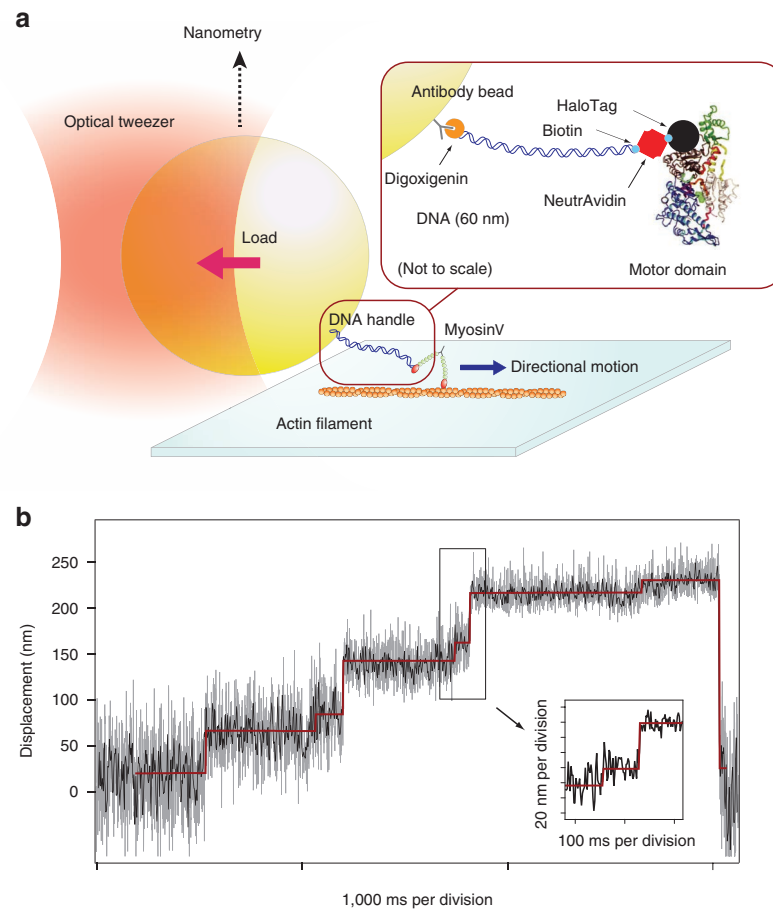 a
Nanometry
Optical tweezer
Load
Antibody bead
HaloTag
Biotin
Digoxigenin
NeutrAvidin
DNA (60 nm)
(Not to scale)
Motor domain
DNA handle
MyosinV
Directional motion
Actin filament
b
Displacement (nm)
250
200
150
100
50
0
20 nm per division
100 ms per division
1,000 ms per division